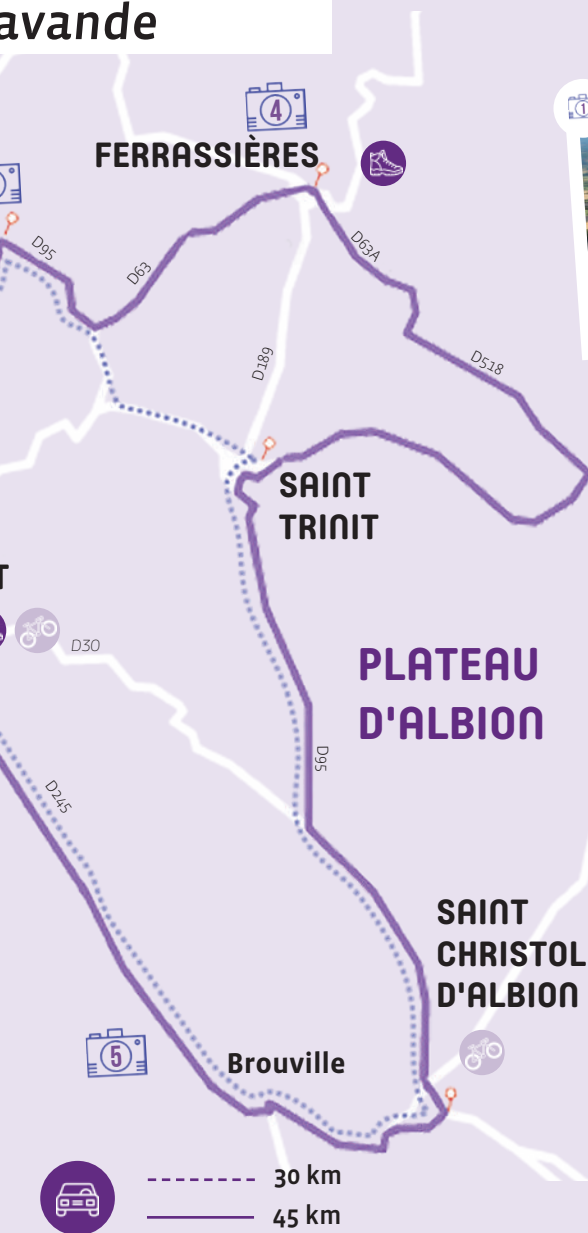 avande
4
1
FERRASSIÈRES
D95
D63
D63A
D189
D518
SAINT
TRINIT
T
D30
PLATEAU
D'ALBION
D95
D245
SAINT
CHRISTOL
D'ALBION
5
Brouville
30 km
45 km